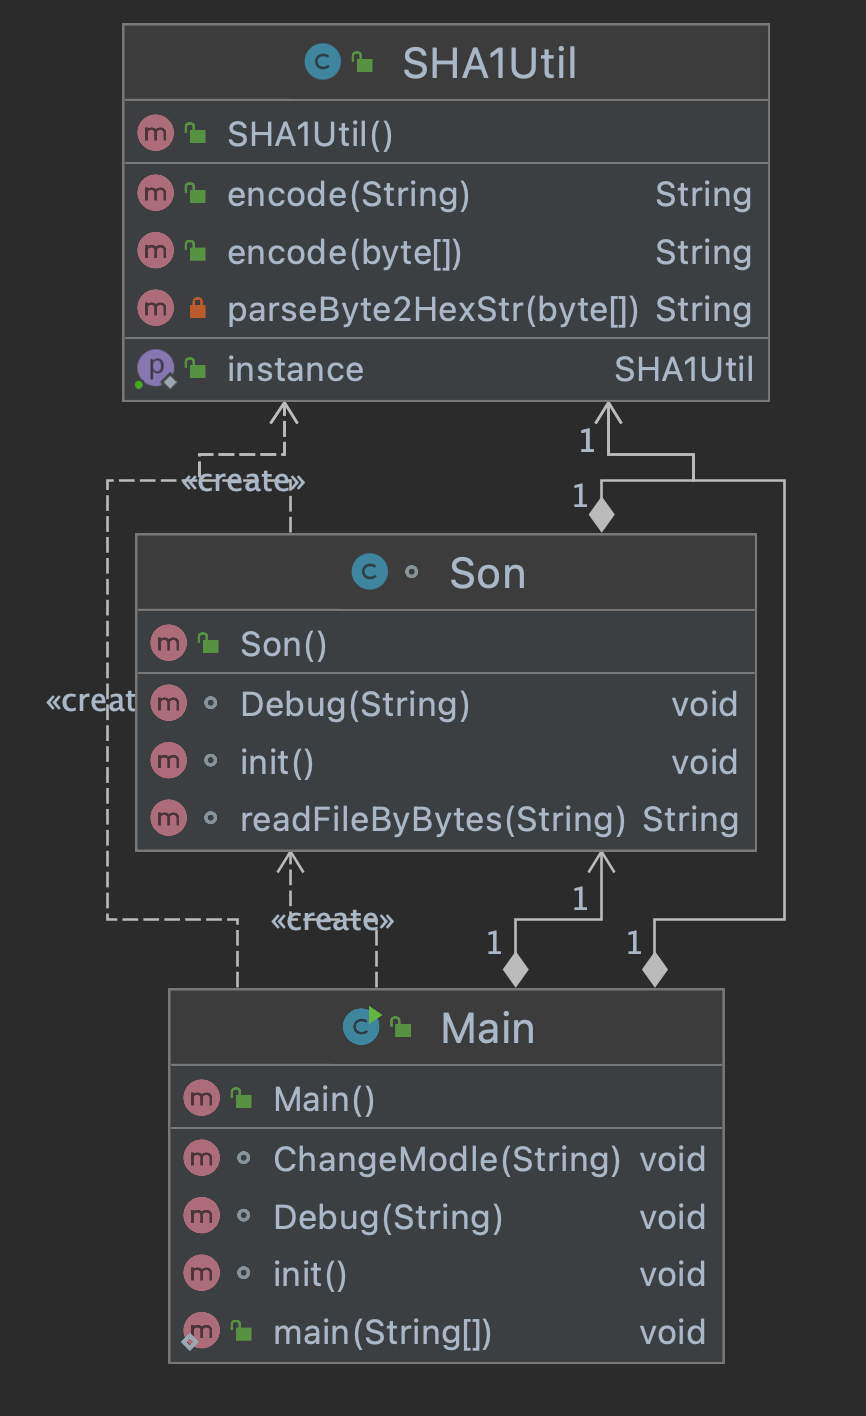 SHA1Util
SHA1Util()
encode(String) String
encode(byte[]) String
parseByte2HexStr(byte[]) String
instance SHA1Util
1
«create»
1
Son
Son()
«creat
Debug(String) void
init() void
readFileByBytes(String) String
1
«create»
1
1
Main
Main()
ChangeModle(String) void
Debug(String) void
init() void
main(String[]) void